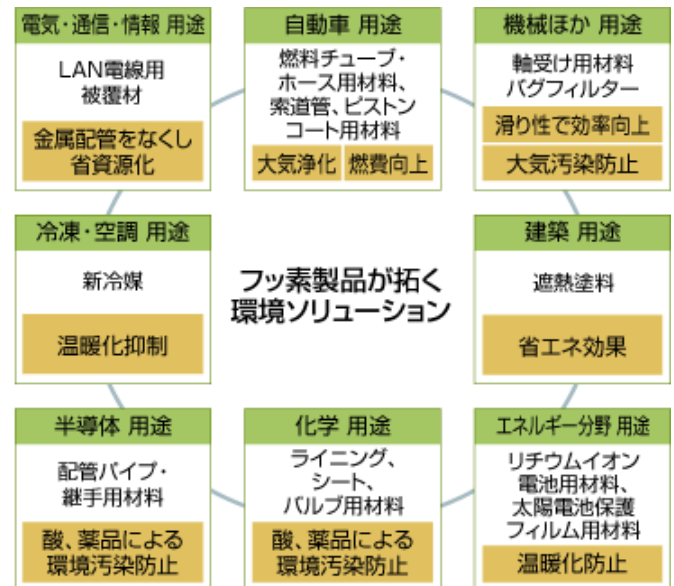 電気・通信・情報 用途
LAN電線用
被覆材
金属配管をなくし
省資源化
自動車 用途
燃料チューブ・
ホース用材料、
索道管、ピストン
コート用材料
大気浄化
燃費向上
機械ほか 用途
軸受け用材料
バグフィルター
滑り性で効率向上
大気汚染防止
冷凍・空調 用途
新冷媒
温暖化抑制
フッ素製品が拓く
環境ソリューション
建築 用途
遮熱塗料
省エネ効果
半導体 用途
配管パイプ・
継手用材料
酸、薬品による
環境汚染防止
化学 用途
ライニング、
シート、
バルブ用材料
酸、薬品による
環境汚染防止
エネルギー分野 用途
リチウムイオン
電池用材料、
太陽電池保護
フィルム用材料
温暖化防止